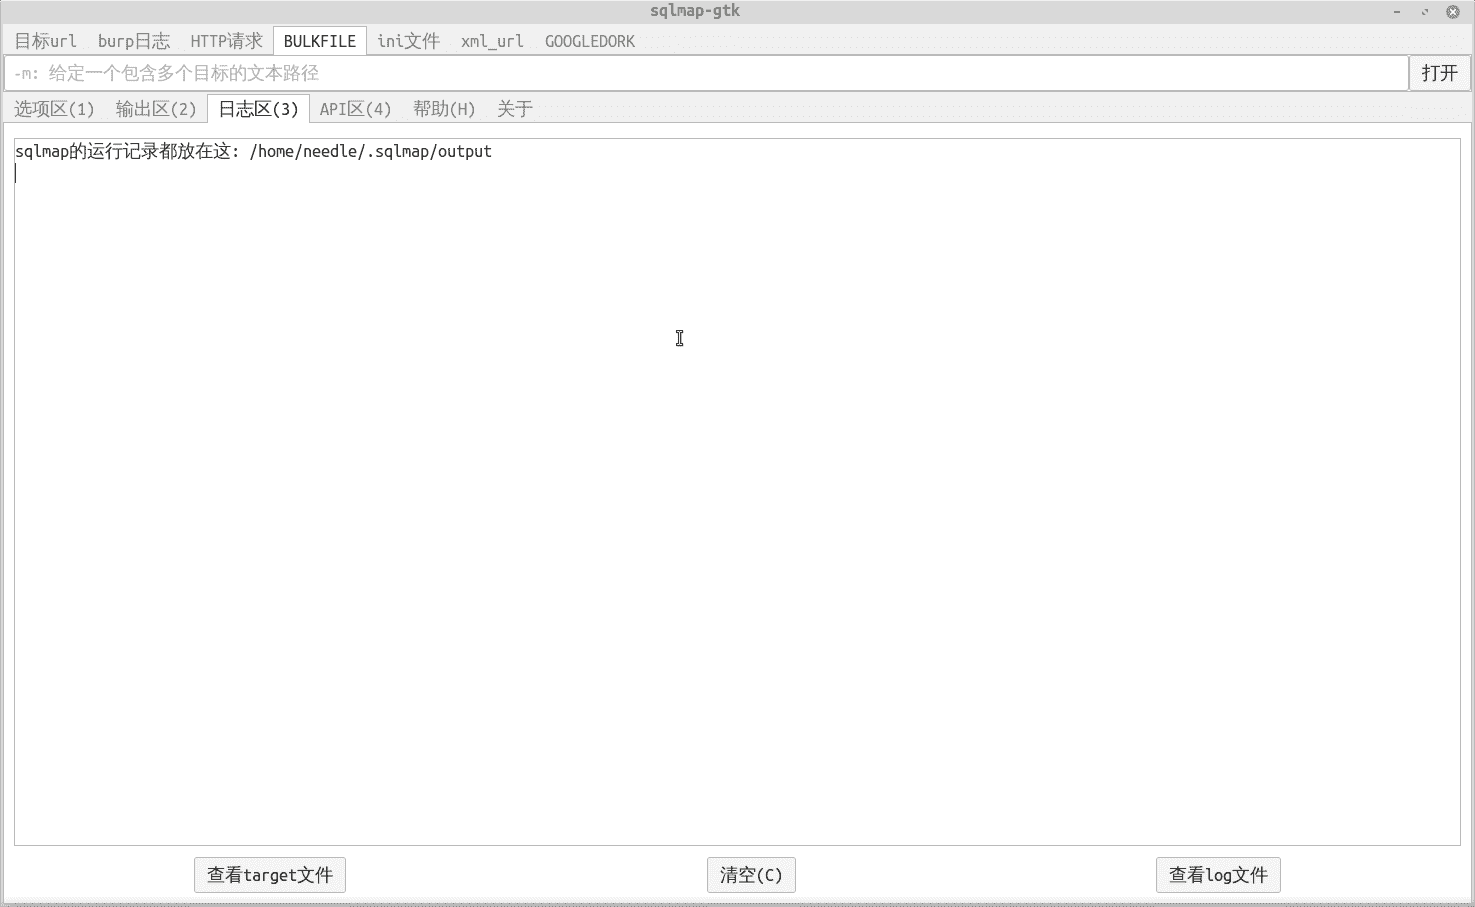 sqlmap-gtk
目标url burp日志 HTTP请求 BULKFILE ini文件 xml_url GOOGLEDORK
-m: 给定一个包含多个目标的文本路径 打开
选项区(1) 输出区(2) 日志区(3) API区(4) 帮助(H) 关于
sqlmap的运行记录都放在这: /home/needle/.sqlmap/output
查看target文件 清空(C) 查看log文件